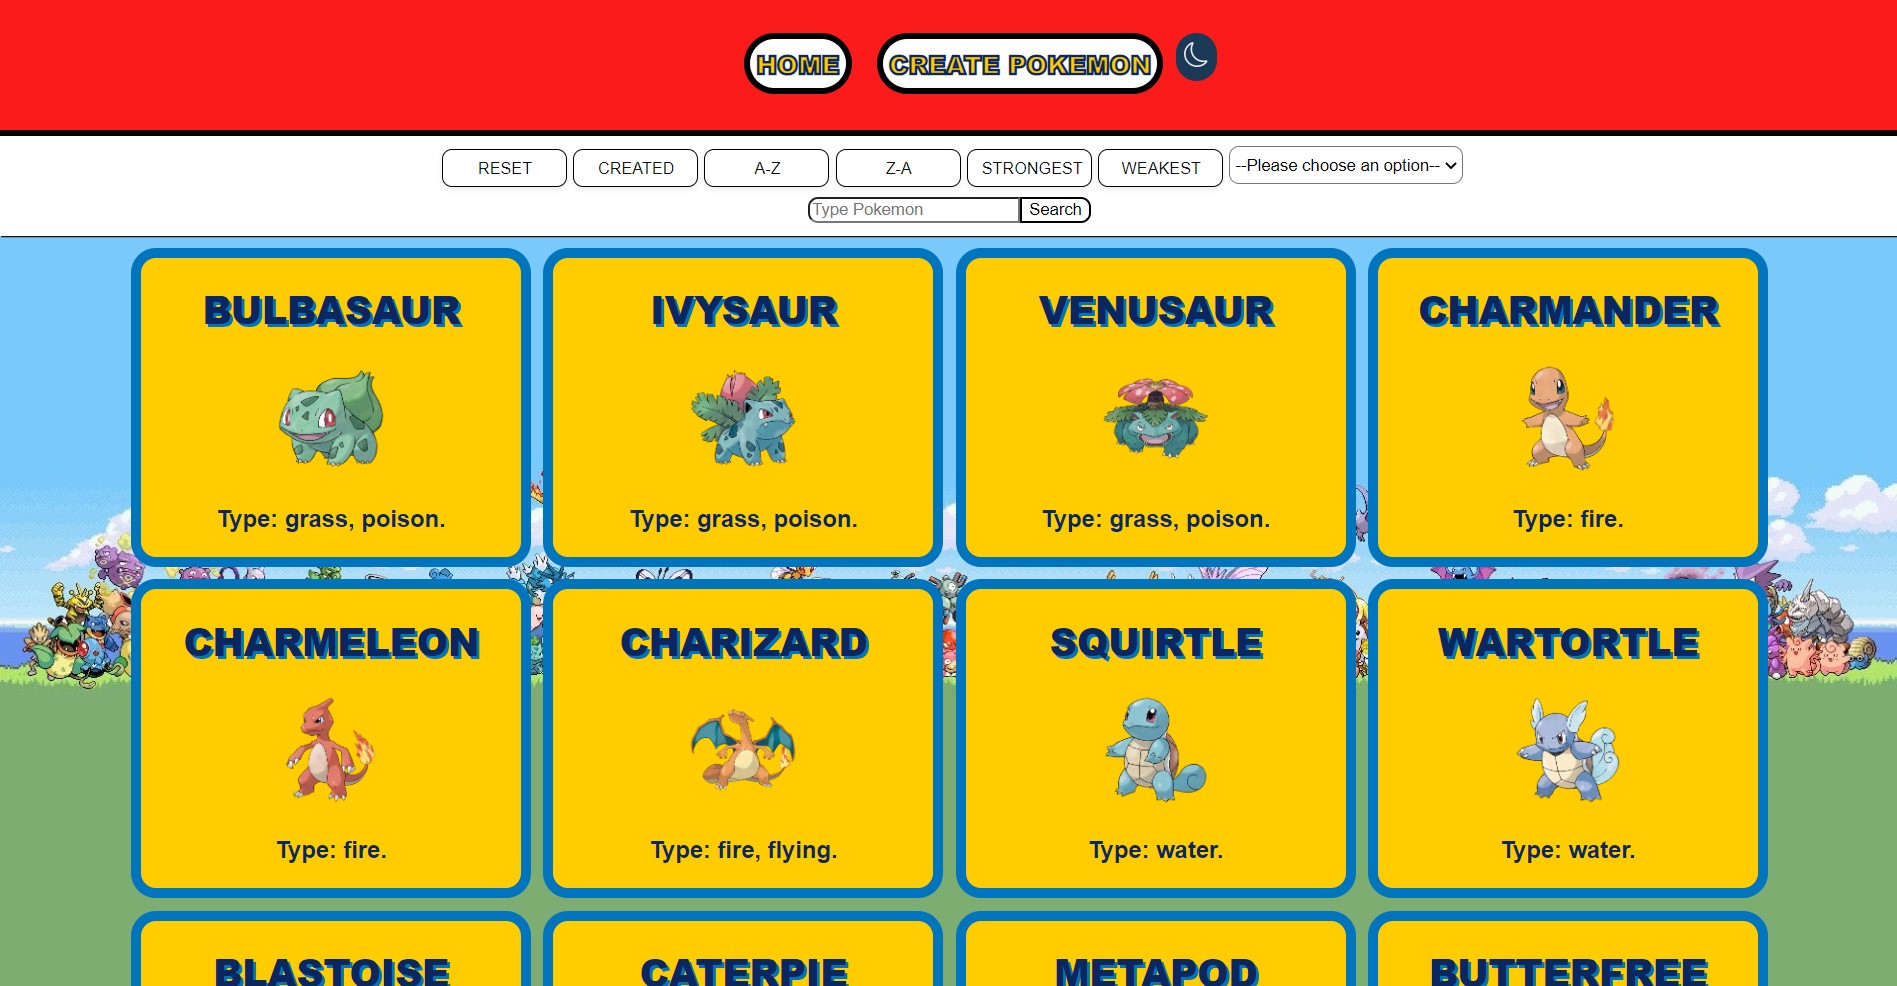 HOME CREATE POKEMON
RESET CREATED A-Z Z-A STRONGEST WEAKEST --Please choose an option--
Type Pokemon Search
BULBASAUR IVYSAUR VENUSAUR CHARMANDER
Type: grass, poison. Type: grass, poison. Type: grass, poison. Type: fire.
CHARMELEON CHARIZARD SQUIRTLE WARTORTLE
Type: fire. Type: fire, flying. Type: water. Type: water.
BLASTOISE CATERPIE METAPOD BUTTERFREE